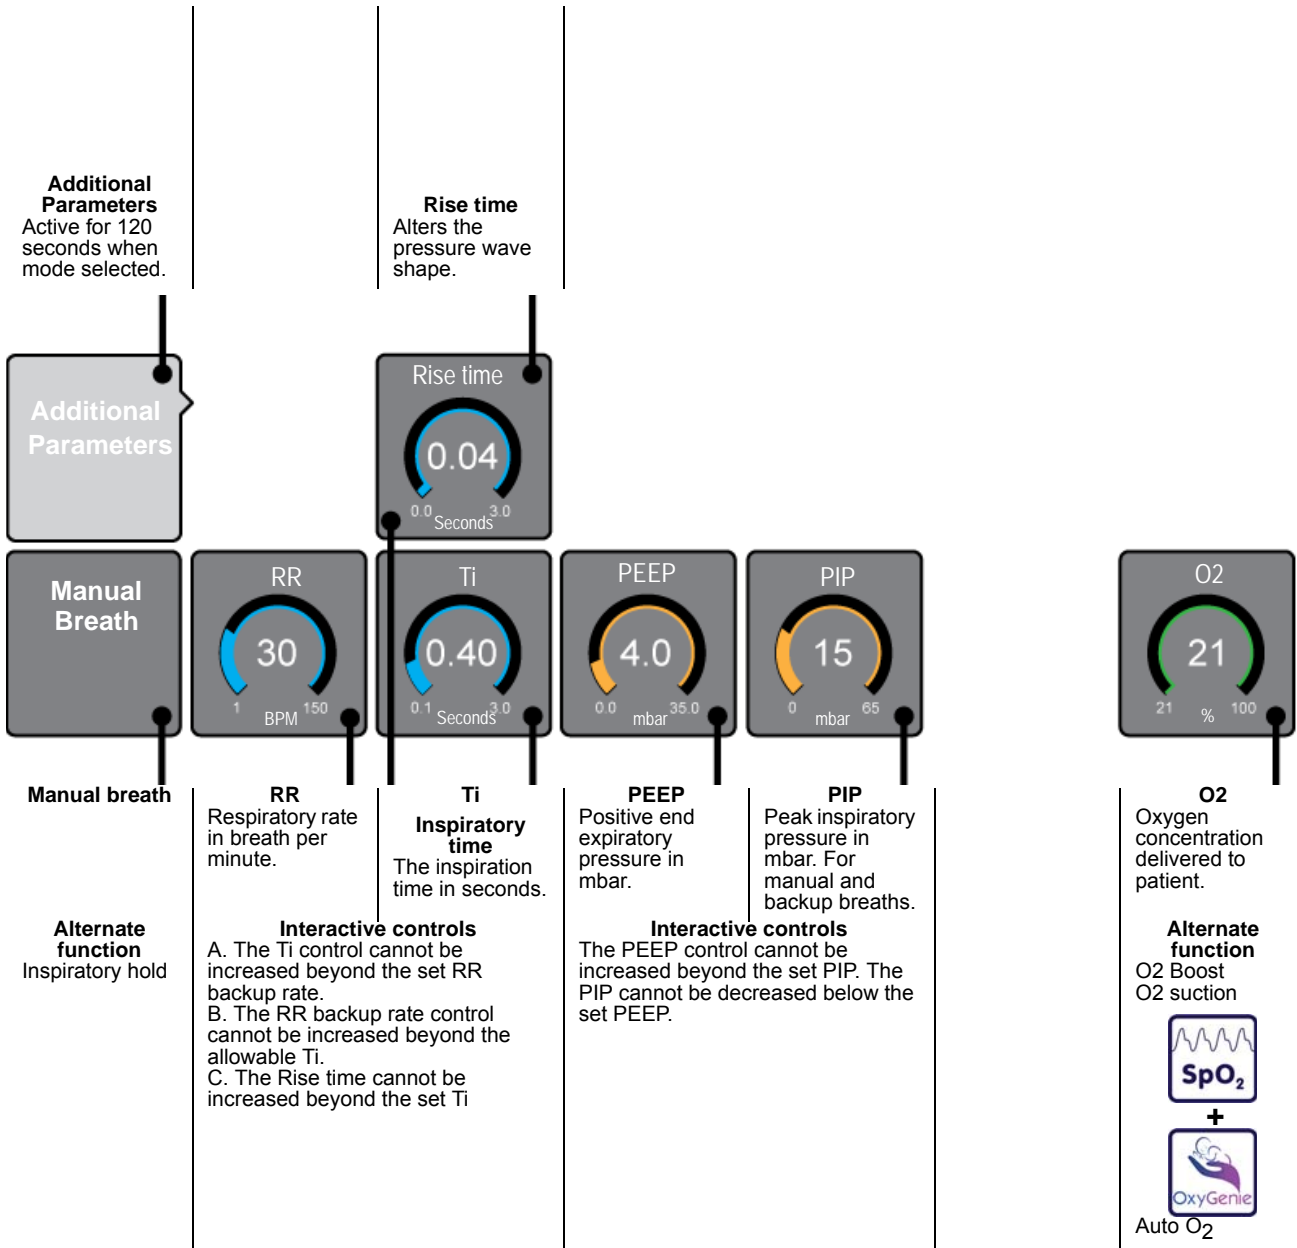 Additional
Parameters
Active for 120
seconds when
mode selected.
Rise time
Alters the
pressure wave
shape.
Additional
Parameters
Rise time
0.04
0.0
3.0
Seconds
Manual
Breath
RR
30
1
150
BPM
Ti
0.40
0.1
3.0
Seconds
PEEP
4.0
0.0
35.0
mbar
PIP
15
0
65
mbar
O2
21
21
100
%
Manual breath
Alternate
function
Inspiratory hold
RR
Respiratory rate
in breath per
minute.
Ti
Inspiratory
time
The inspiration
time in seconds.
Interactive controls
A. The Ti control cannot be
increased beyond the set RR
backup rate.
B. The RR backup rate control
cannot be increased beyond the
allowable Ti.
C. The Rise time cannot be
increased beyond the set Ti
PEEP
Positive end
expiratory
pressure in
mbar.
PIP
Peak inspiratory
pressure in
mbar. For
manual and
backup breaths.
Interactive controls
The PEEP control cannot be
increased beyond the set PIP. The
PIP cannot be decreased below the
set PEEP.
O2
Oxygen
concentration
delivered to
patient.
Alternate
function
O2 Boost
O2 suction
SpO₂
+
OxyGenie
Auto O₂